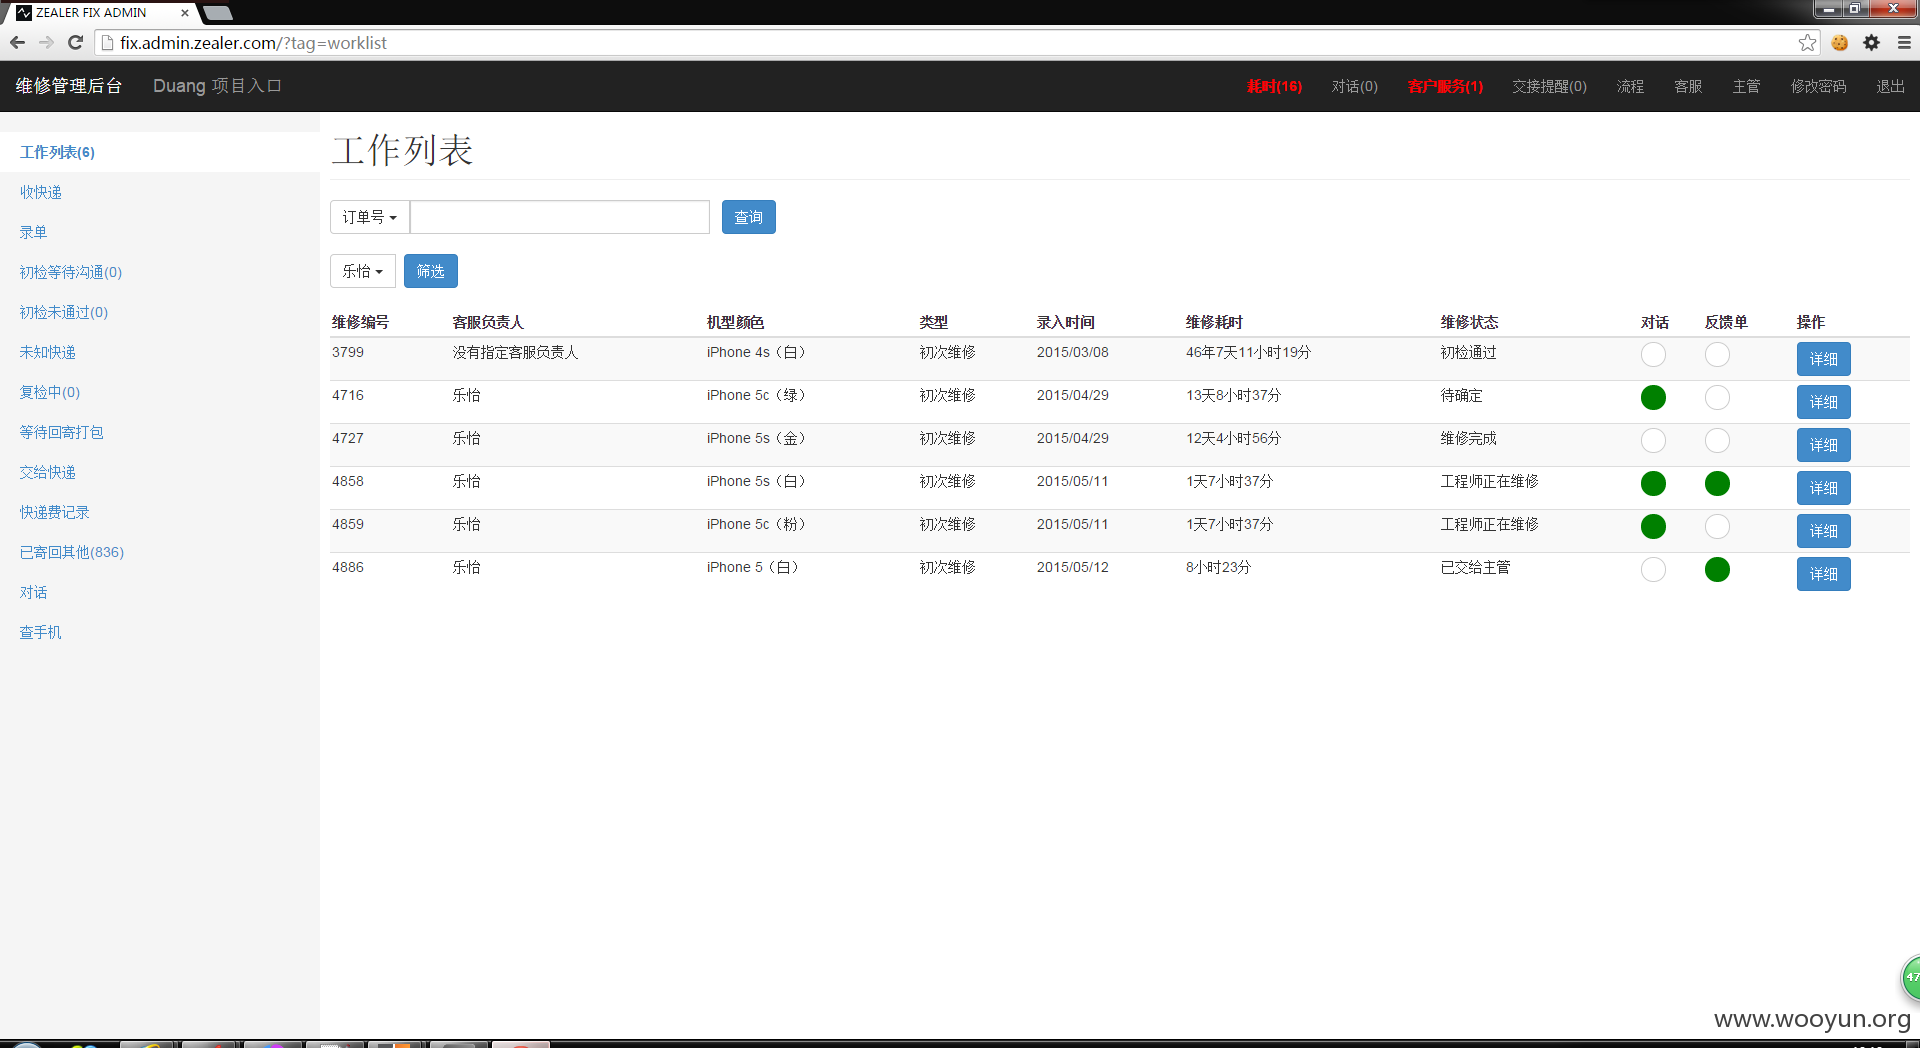 ZEALER FIX ADMIN
fix.admin.zealer.com/?tag=worklist
维修管理后台 Duang 项目入口 耗时(16) 对话(0) 客户服务(1) 交接提醒(0) 流程 客服 主管 修改密码 退出
工作列表(6)
收快递
录单
初检等待沟通(0)
初检未通过(0)
未知快递
复检中(0)
等待回寄打包
交给快递
快递费记录
已寄回其他(836)
对话
查手机
工作列表
订单号 查询
乐怡 筛选
维修编号 客服负责人 机型颜色 类型 录入时间 维修耗时 维修状态 对话 反馈单 操作
3799 没有指定客服负责人 iPhone 4s（白） 初次维修 2015/03/08 46年7天11小时19分 初检通过 详细
4716 乐怡 iPhone 5c（绿） 初次维修 2015/04/29 13天8小时37分 待确定 详细
4727 乐怡 iPhone 5s（金） 初次维修 2015/04/29 12天4小时56分 维修完成 详细
4858 乐怡 iPhone 5s（白） 初次维修 2015/05/11 1天7小时37分 工程师正在维修 详细
4859 乐怡 iPhone 5c（粉） 初次维修 2015/05/11 1天7小时37分 工程师正在维修 详细
4886 乐怡 iPhone 5（白） 初次维修 2015/05/12 8小时23分 已交给主管 详细
47
www.wooyun.org